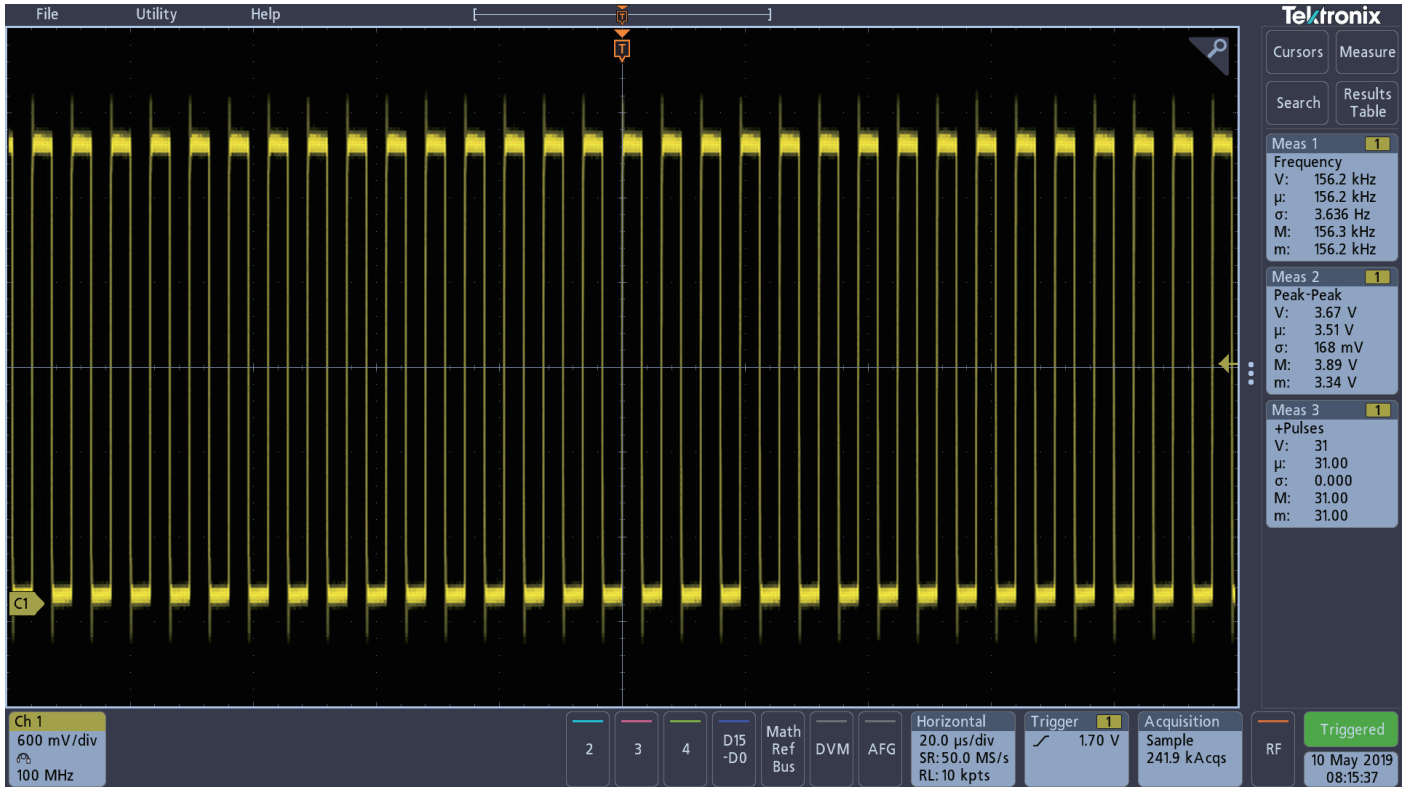 File Utility Help
T
T
Tektronix
Cursors Measure
Search Results
Table
Meas 1 1
Frequency
V: 156.2 kHz
μ: 156.2 kHz
σ: 3.636 Hz
M: 156.3 kHz
m: 156.2 kHz
Meas 2 1
Peak-Peak
V: 3.67 V
μ: 3.51 V
σ: 168 mV
M: 3.89 V
m: 3.34 V
Meas 3 1
+Pulses
V: 31
μ: 31.00
σ: 0.000
M: 31.00
m: 31.00
C1
Ch 1
600 mV/div
100 MHz
2
3
4
D15
-D0
Math
Ref
Bus
DVM
AFG
Horizontal
20.0 μs/div
SR: 50.0 MS/s
RL: 10 kpts
Trigger 1
1.70 V
Acquisition
Sample
241.9 kAcqs
RF
Triggered
10 May 2019
08:15:37